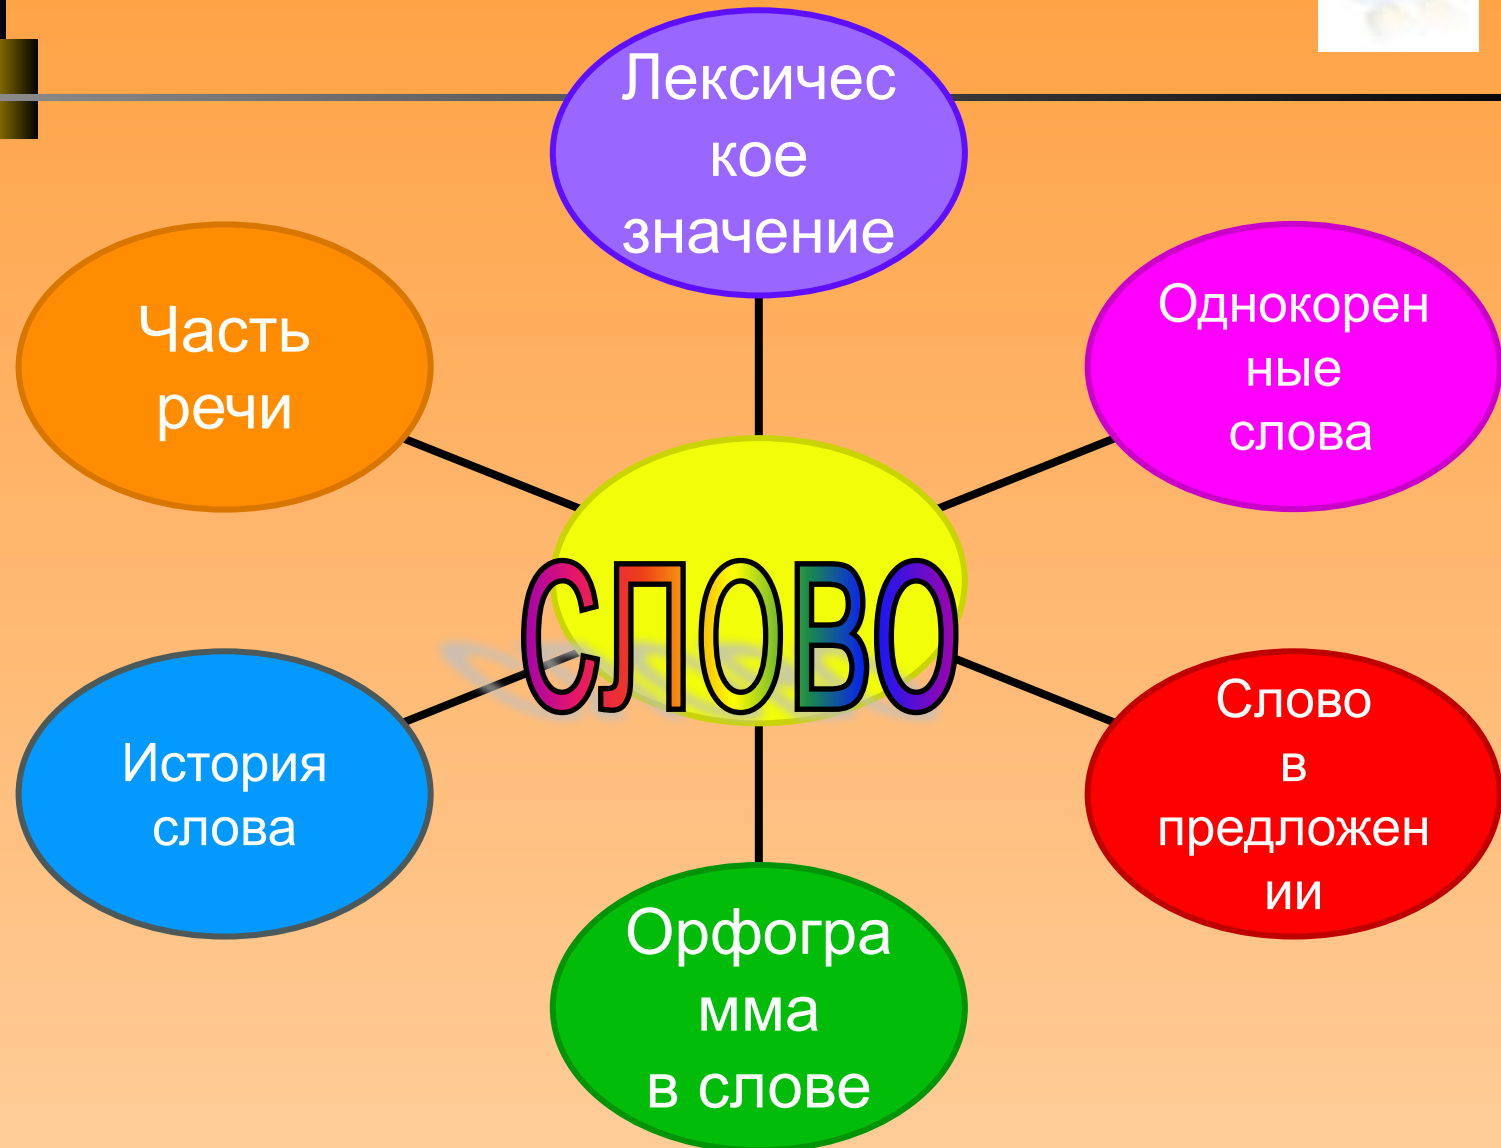 Лексичес
кое
значение
Однокорен
ные
слова
Слово
в
предложен
ии
Орфогра
мма
в слове
История
слова
Часть
речи
СЛОВО